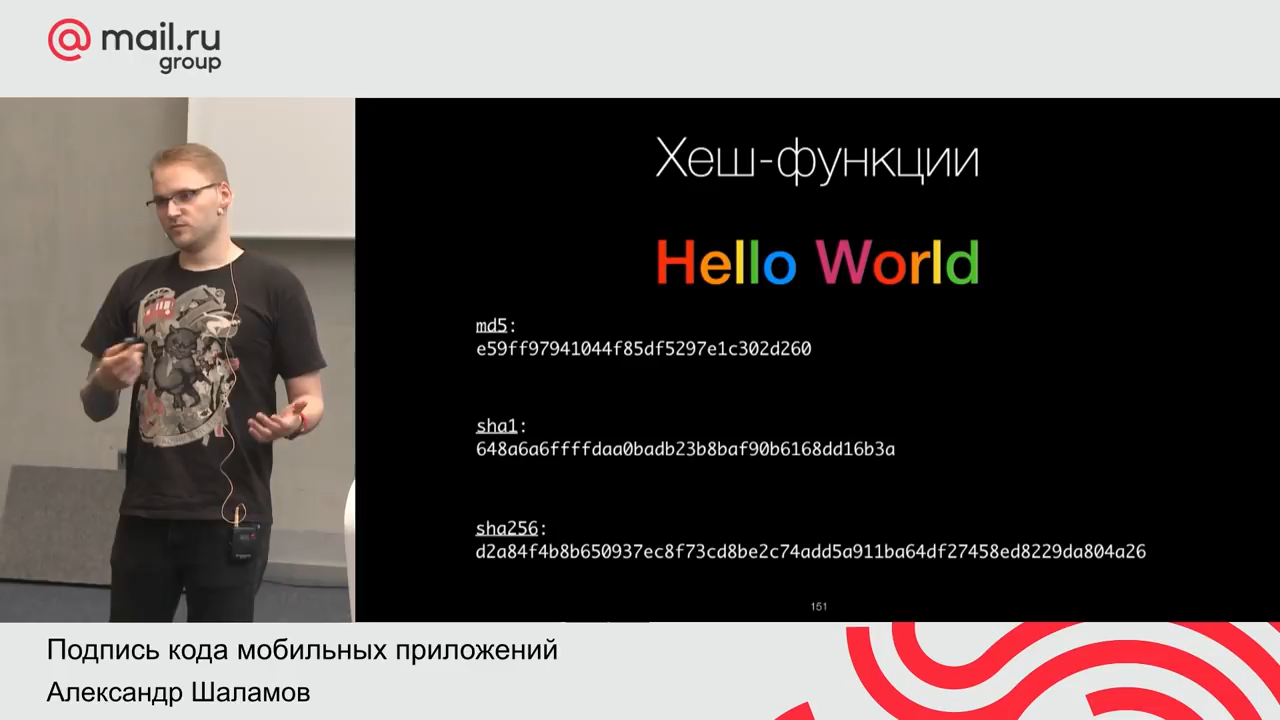 @mail.ru
group
Хеш-функции
Hello World
md5:
e59ff97941044f85df5297e1c302d260
sha1:
648a6a6ffffdaa0badb23b8baf90b6168dd16b3a
sha256:
d2a84f4b8b650937ec8f73cd8be2c74add5a911ba64df27458ed8229da804a26
151
Подпись кода мобильных приложений
Александр Шаламов